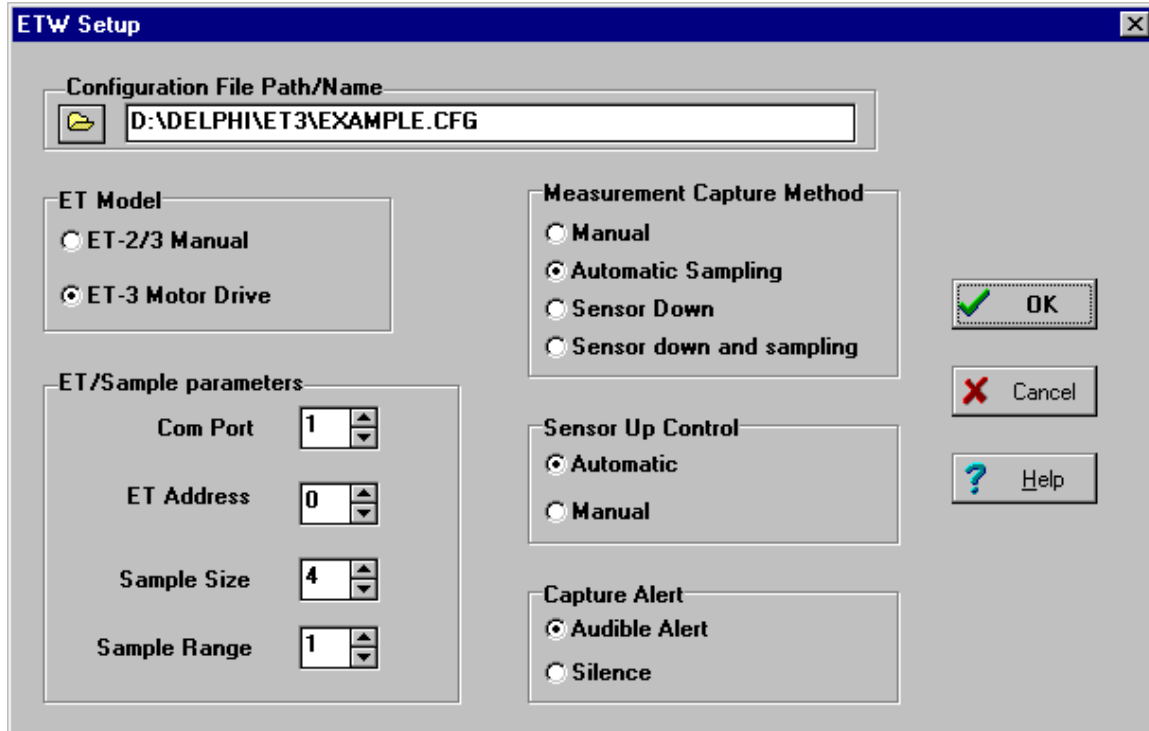 ETW Setup
Configuration File Path/Name
D:\DELPHI\ET3\EXAMPLE.CFG
ET Model
ET-2/3 Manual
ET-3 Motor Drive
ET/Sample parameters
Com Port 1
ET Address 0
Sample Size 4
Sample Range 1
Measurement Capture Method
Manual
Automatic Sampling
Sensor Down
Sensor down and sampling
Sensor Up Control
Automatic
Manual
Capture Alert
Audible Alert
Silence
OK
Cancel
? Help